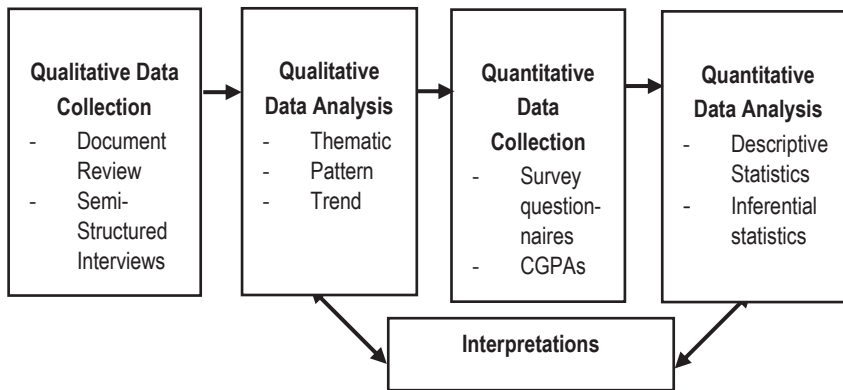 Qualitative Data
Collection
- Document
Review
- Semi-
Structured
Interviews
Qualitative
Data Analysis
- Thematic
- Pattern
- Trend
Quantitative
Data
Collection
- Survey
question-
naires
- CGPAs
Quantitative
Data Analysis
- Descriptive
Statistics
- Inferential
statistics
Interpretations